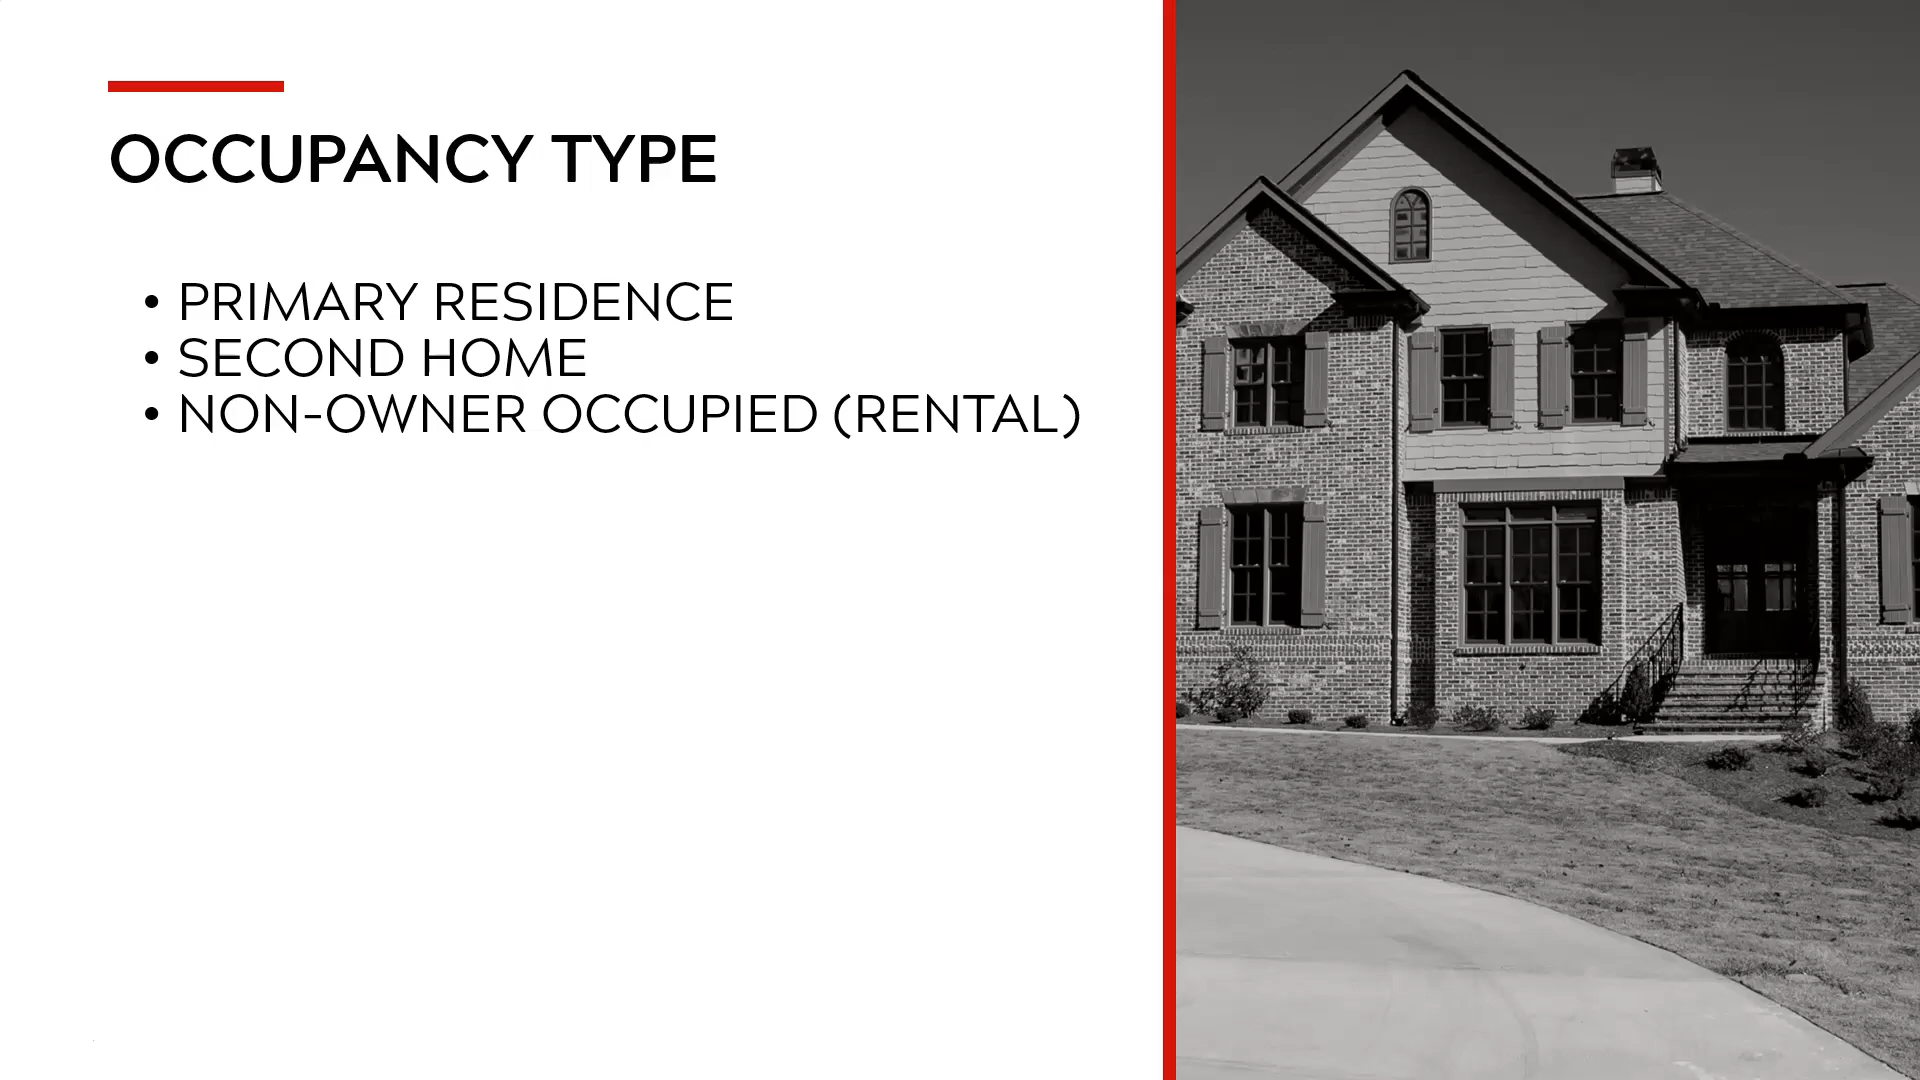 OCCUPANCY TYPE
• PRIMARY RESIDENCE
• SECOND HOME
• NON-OWNER OCCUPIED (RENTAL)